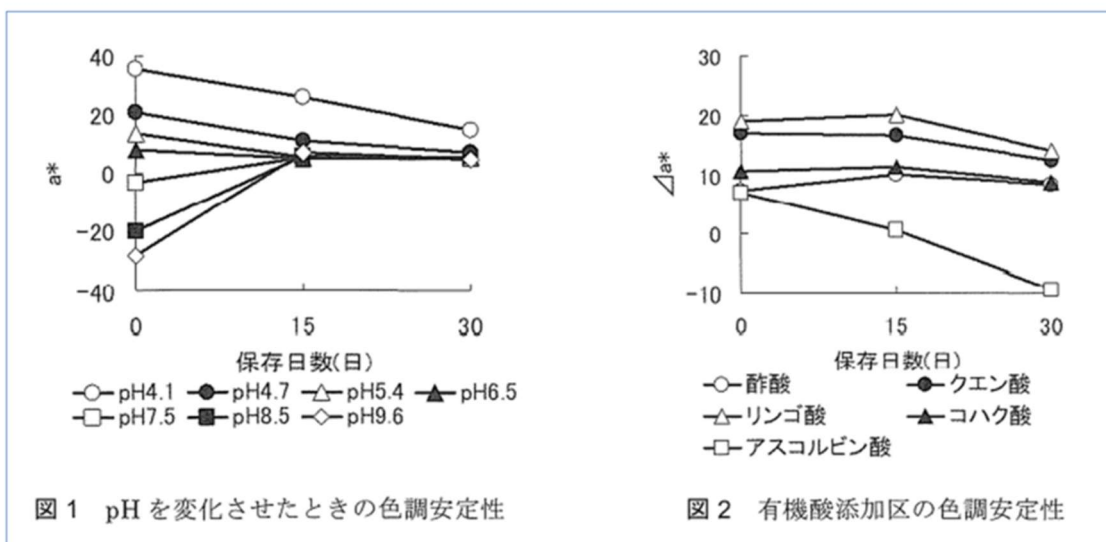 40
20
0
−20
−40
a*
0 15 30
保存日数(日)
pH4.1 pH4.7 pH5.4 pH6.5
pH7.5 pH8.5 pH9.6
図1 pHを変化させたときの色調安定性
30
20
10
0
−10
⊿a*
0 15 30
保存日数(日)
酢酸 クエン酸
リンゴ酸 コハク酸
アスコルビン酸
図2 有機酸添加区の色調安定性